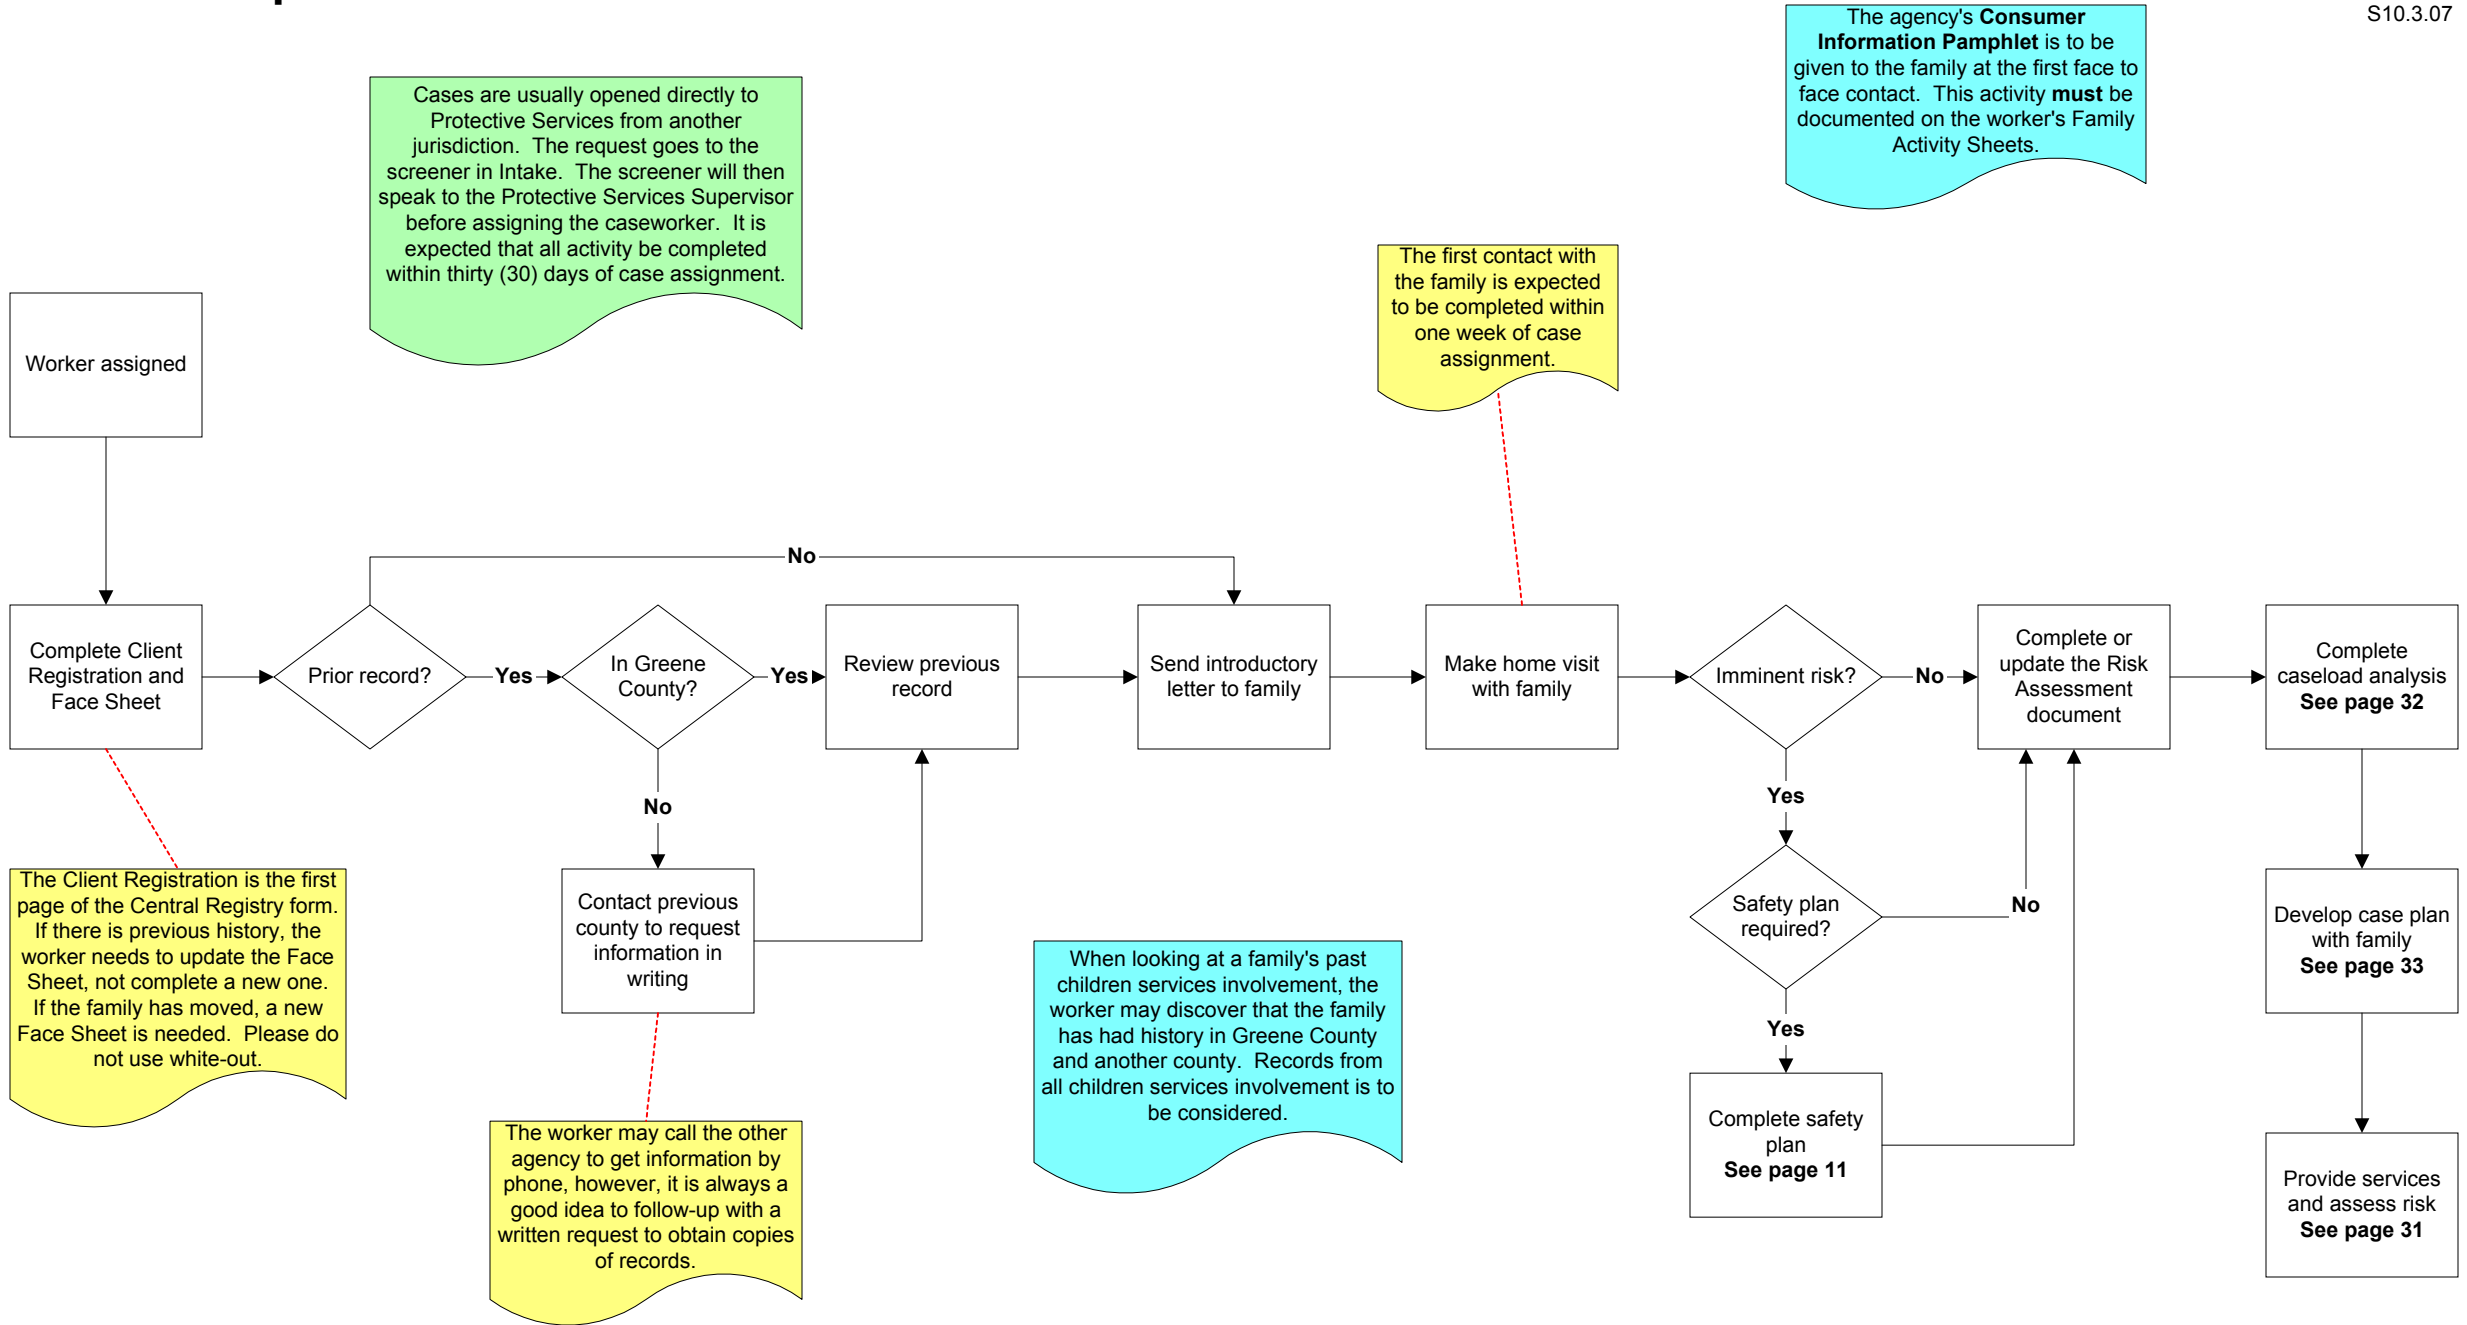 S10.3.07
The agency's Consumer
Information Pamphlet is to be
given to the family at the first face to
face contact.  This activity must be
documented on the worker's Family
Activity Sheets.
Cases are usually opened directly to
Protective Services from another
jurisdiction.  The request goes to the
screener in Intake.  The screener will then
speak to the Protective Services Supervisor
before assigning the caseworker.  It is
expected that all activity be completed
within thirty (30) days of case assignment.
The first contact with
the family is expected
to be completed within
one week of case
assignment.
Worker assigned
No
Complete Client
Registration and
Face Sheet
Prior record?
Yes
In Greene
County?
Yes
Review previous
record
Send introductory
letter to family
Make home visit
with family
Imminent risk?
No
Complete or
update the Risk
Assessment
document
Complete
caseload analysis
See page 32
No
Yes
The Client Registration is the first
page of the Central Registry form.
If there is previous history, the
worker needs to update the Face
Sheet, not complete a new one.
If the family has moved, a new
Face Sheet is needed.  Please do
not use white-out.
Contact previous
county to request
information in
writing
When looking at a family's past
children services involvement, the
worker may discover that the family
has had history in Greene County
and another county.  Records from
all children services involvement is to
be considered.
Safety plan
required?
No
Develop case plan
with family
See page 33
Yes
The worker may call the other
agency to get information by
phone, however, it is always a
good idea to follow-up with a
written request to obtain copies
of records.
Complete safety
plan
See page 11
Provide services
and assess risk
See page 31